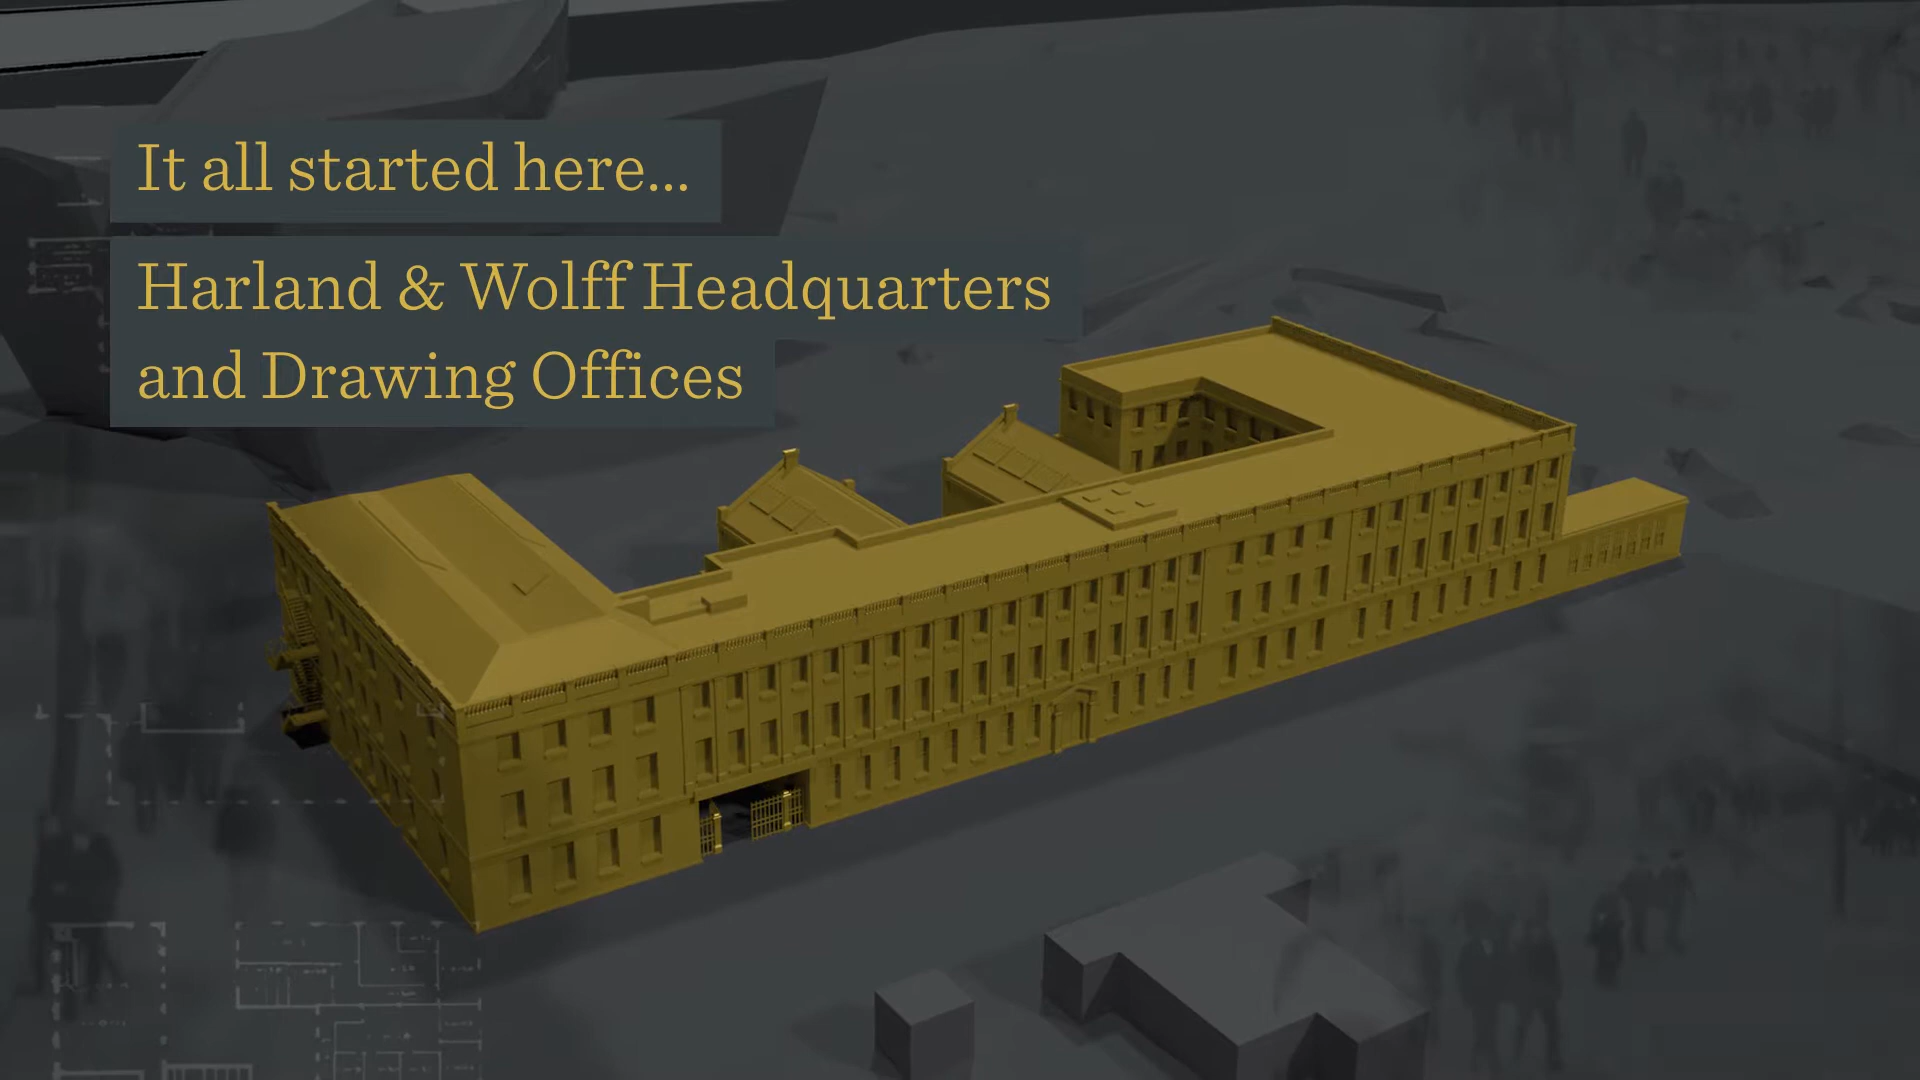 It all started here...
Harland & Wolff Headquarters
and Drawing Offices